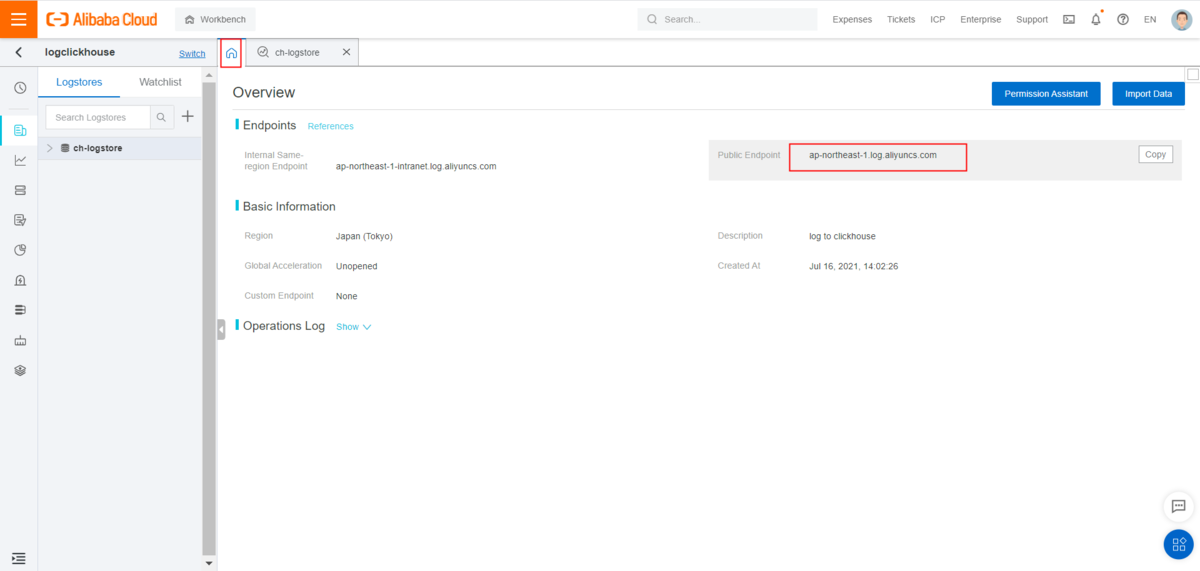 Alibaba Cloud
Workbench
Search...
Expenses
Tickets
ICP
Enterprise
Support
EN
logclickhouse
Switch
ch-logstore
Logstores
Watchlist
Search Logstores
ch-logstore
Overview
Permission Assistant
Import Data
Endpoints
References
Internal Same-
region Endpoint
ap-northeast-1-intranet.log.aliyuncs.com
Public Endpoint
ap-northeast-1.log.aliyuncs.com
Copy
Basic Information
Region
Japan (Tokyo)
Description
log to clickhouse
Global Acceleration
Unopened
Created At
Jul 16, 2021, 14:02:26
Custom Endpoint
None
Operations Log
Show